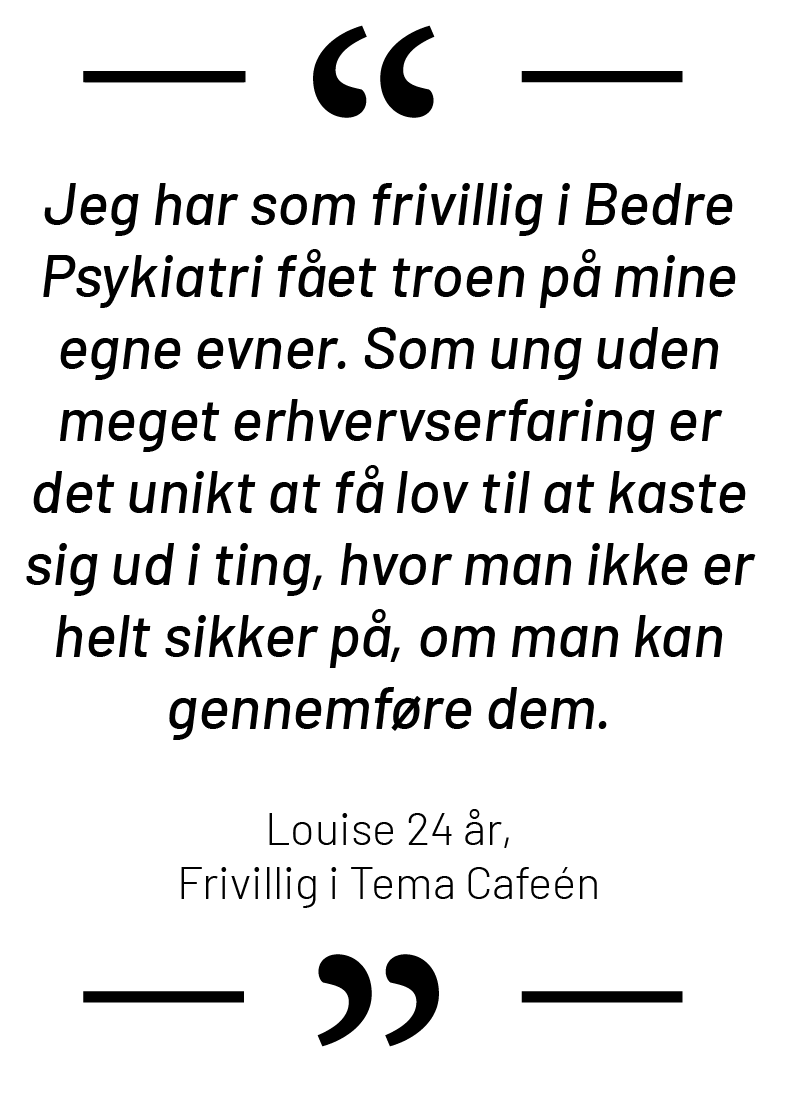 “
Jeg har som frivillig i Bedre
Psykiatri fået troen på mine
egne evner. Som ung uden
meget erhvervserfaring er
det unikt at få lov til at kaste
sig ud i ting, hvor man ikke er
helt sikker på, om man kan
gennemføre dem.
Louise 24 år,
Frivillig i Tema Cafeén
”